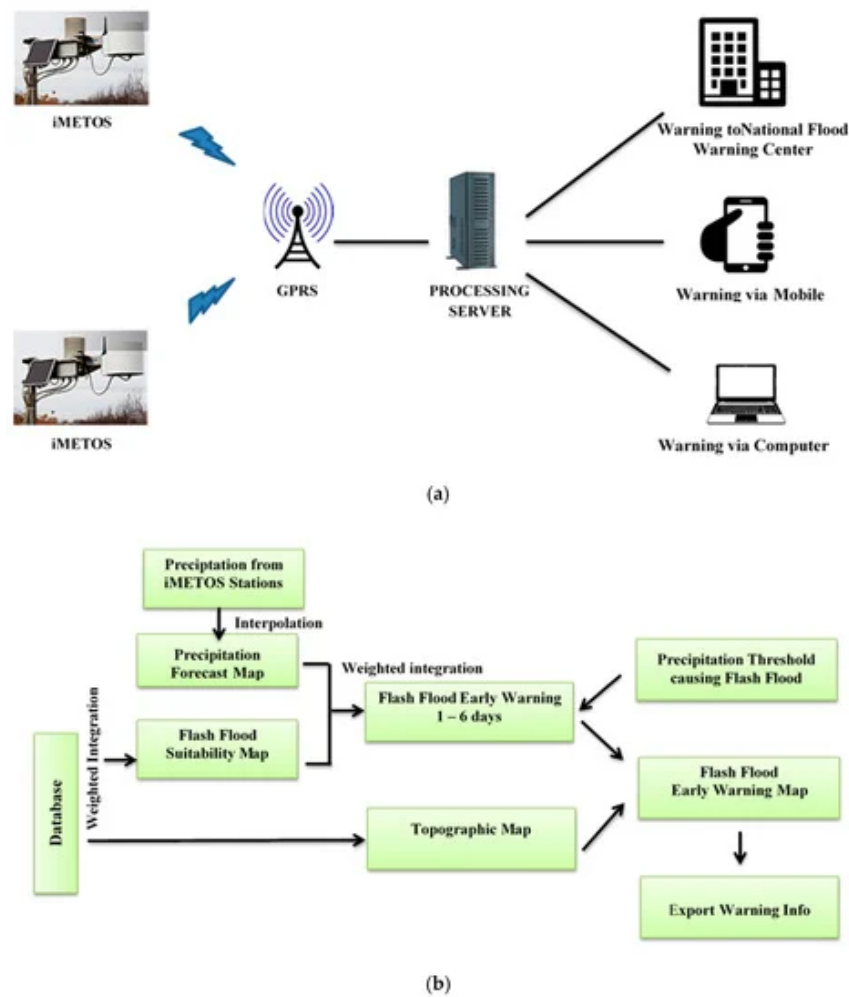 iMETOS
Warning toNational Flood
Warning Center
GPRS
PROCESSING
SERVER
Warning via Mobile
iMETOS
Warning via Computer
(a)
Preciptation from
iMETOS Stations
Interpolation
Precipitation
Forecast Map
Weighted integration
Precipitation Threshold
causing Flash Flood
Flash Flood Early Warning
1 – 6 days
Flash Flood
Suitability Map
Weighted Integration
Database
Flash Flood
Early Warning Map
Topographic Map
Export Warning Info
(b)